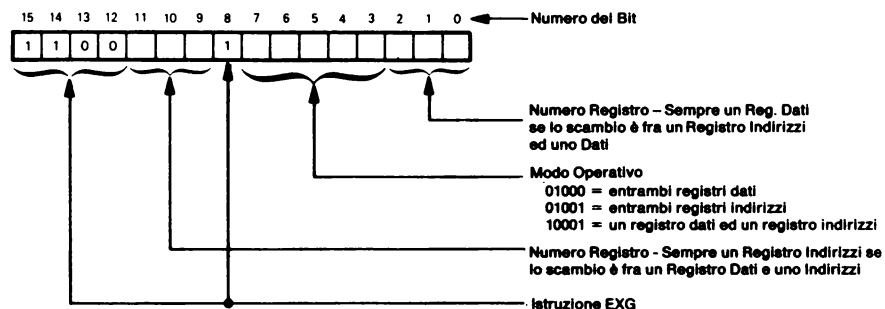 15 14 13 12 11 10 9 8 7 6 5 4 3 2 1 0 Numero del Bit
1 1 0 0 1
Numero Registro – Sempre un Reg. Dati
se lo scambio è fra un Registro Indirizzi
ed uno Dati
Modo Operativo
01000 = entrambi registri dati
01001 = entrambi registri indirizzi
10001 = un registro dati ed un registro indirizzi
Numero Registro - Sempre un Registro Indirizzi se
lo scambio è fra un Registro Dati e uno Indirizzi
Istruzione EXG